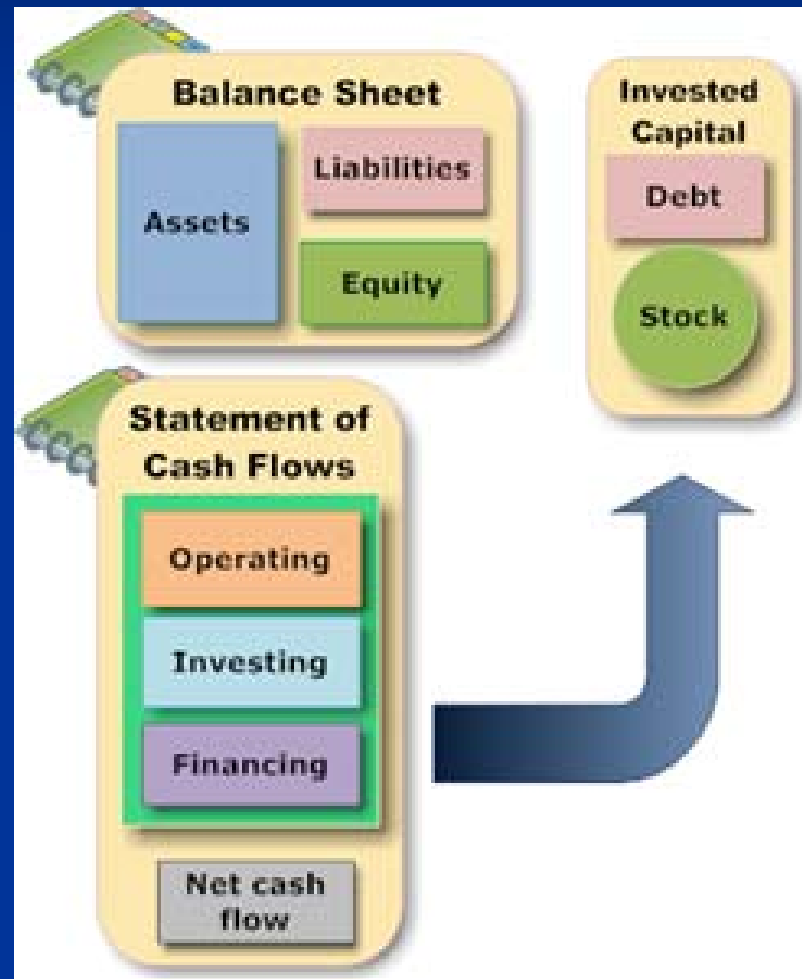 Balance Sheet
Assets
Liabilities
Equity
Invested
Capital
Debt
Stock
Statement of
Cash Flows
Operating
Investing
Financing
Net cash
flow